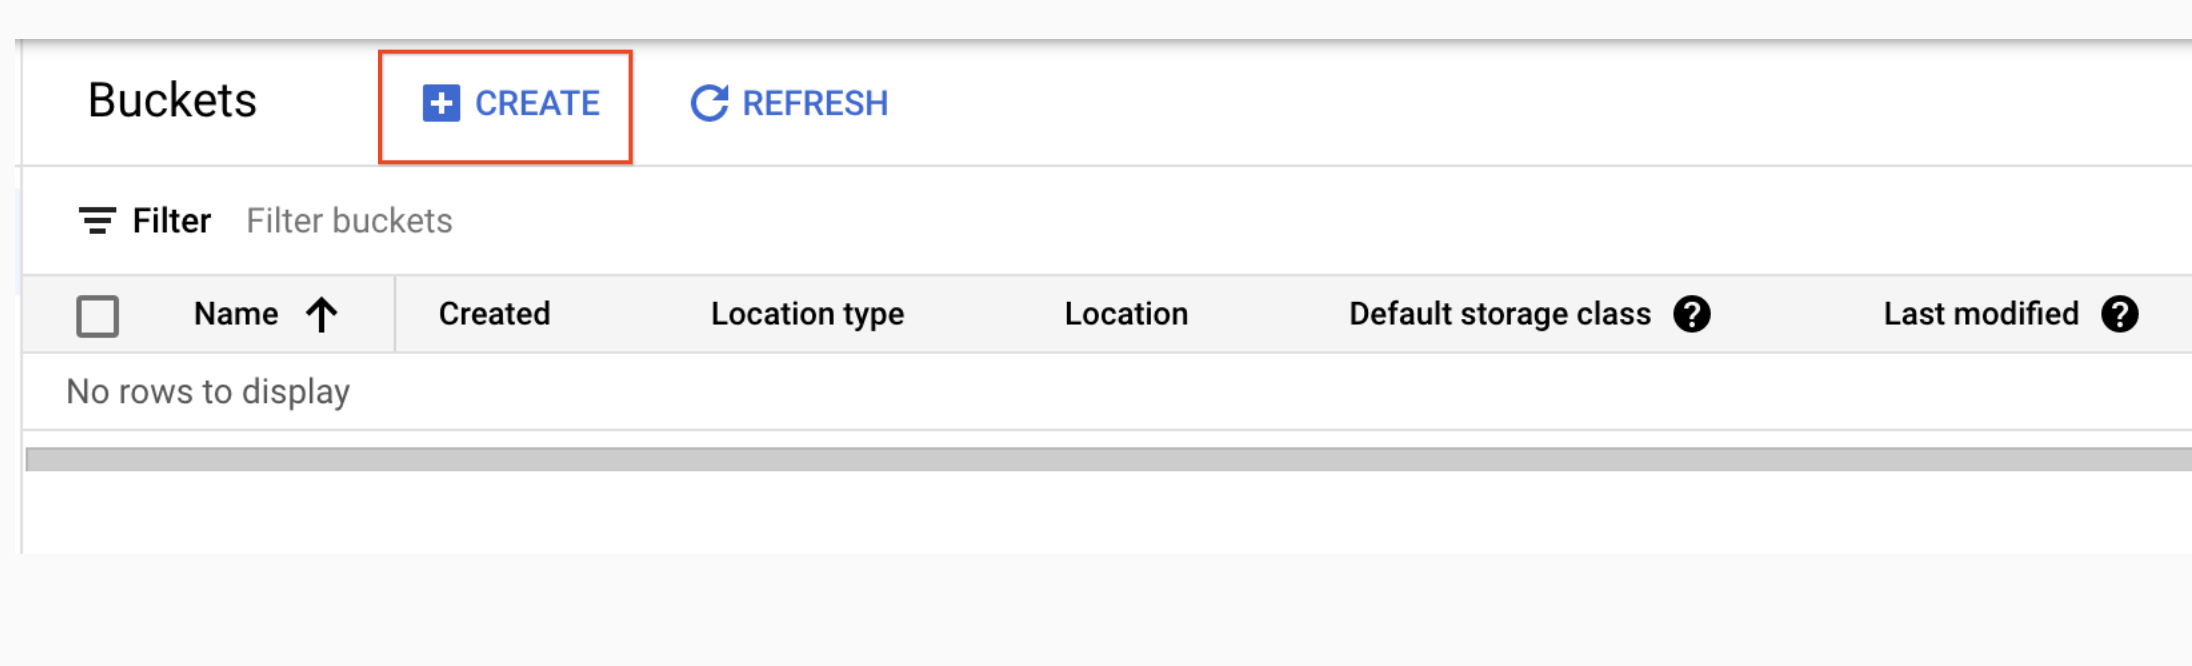 Buckets CREATE REFRESH
Filter Filter buckets
Name Created Location type Location Default storage class ? Last modified ?
No rows to display